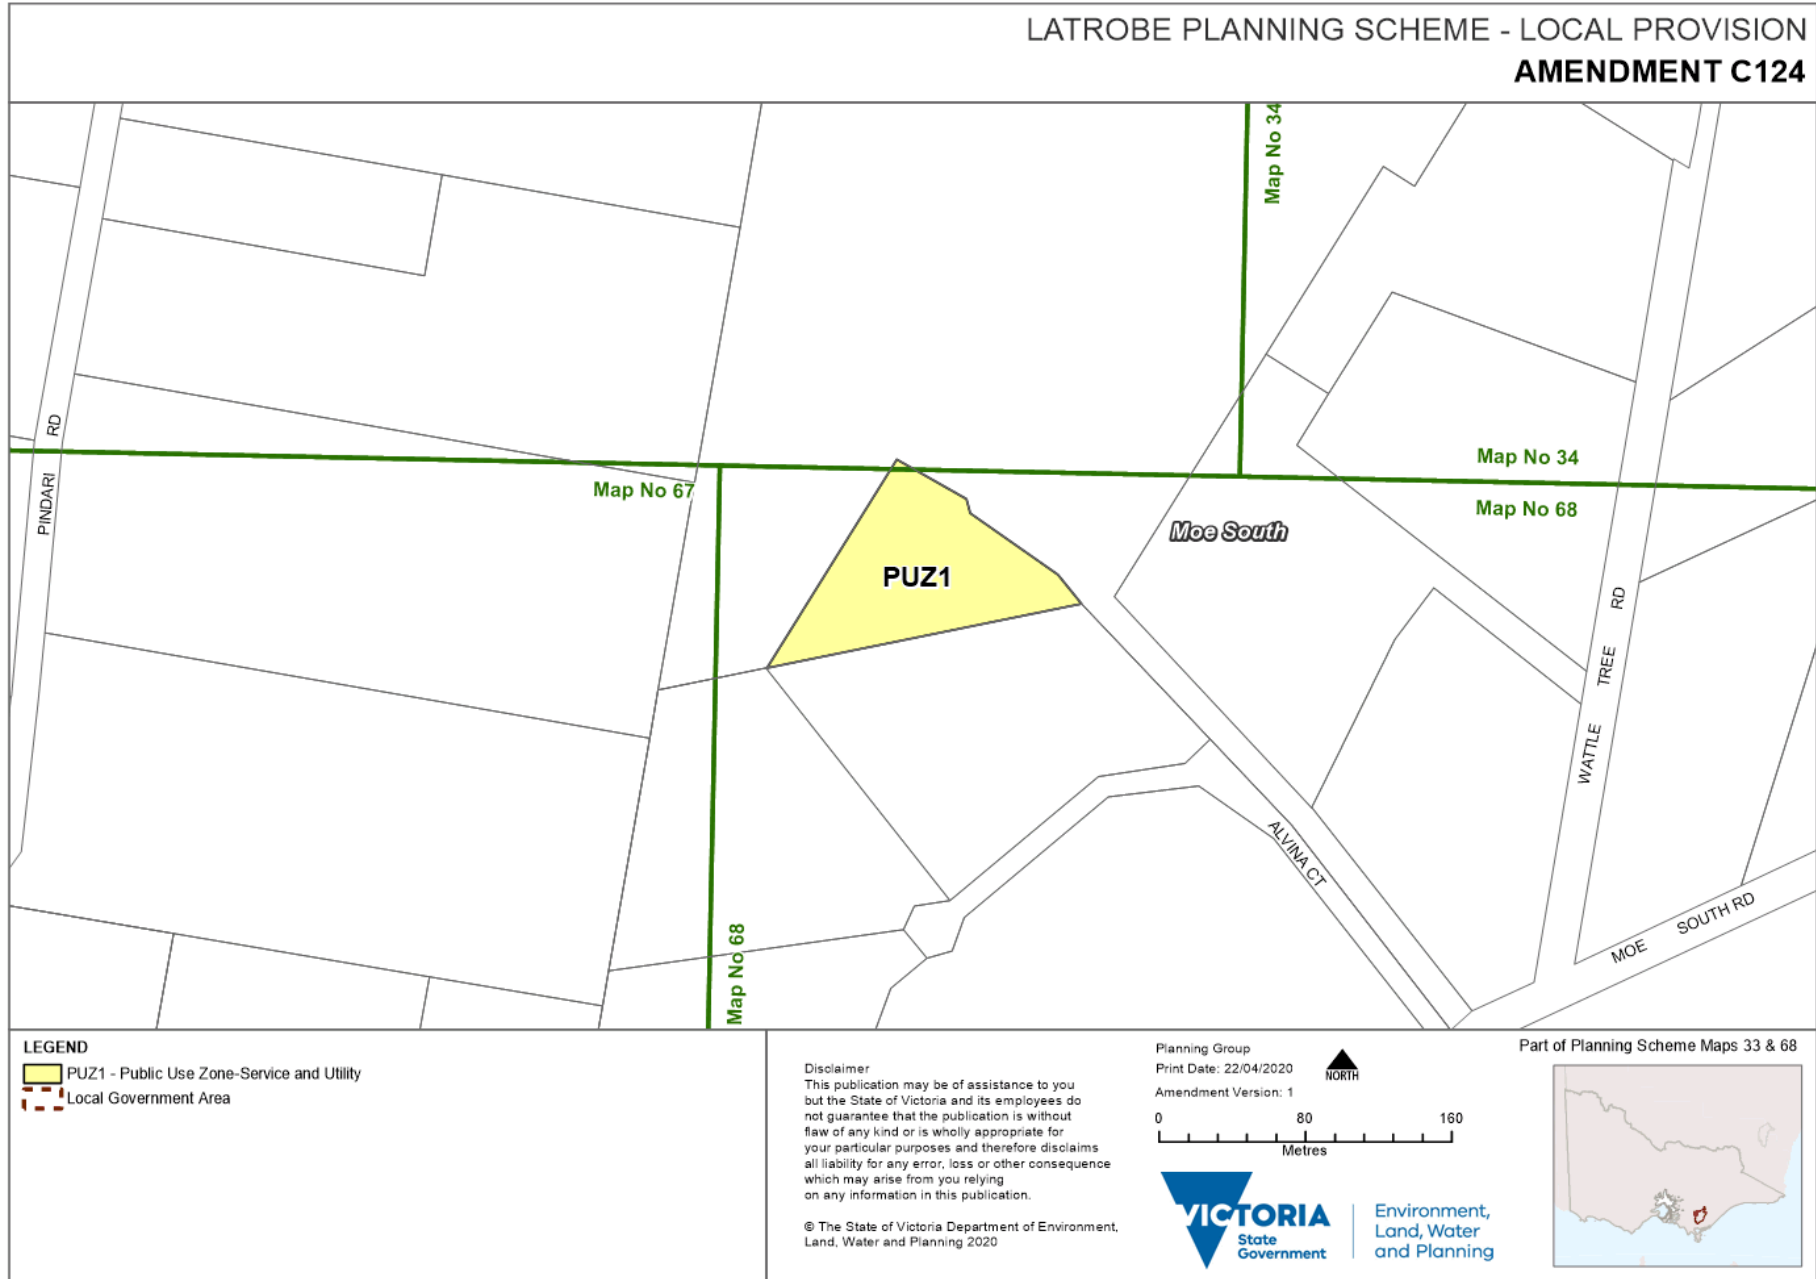 LATROBE PLANNING SCHEME - LOCAL PROVISION
AMENDMENT C124
Map No 34
PINDARI RD
Map No 67
Map No 34
Map No 68
Moe South
PUZ1
WATTLE TREE RD
ALVINA CT
MOE SOUTH RD
Map No 68
LEGEND
PUZ1 - Public Use Zone-Service and Utility
Local Government Area
Disclaimer
This publication may be of assistance to you
but the State of Victoria and its employees do
not guarantee that the publication is without
flaw of any kind or is wholly appropriate for
your particular purposes and therefore disclaims
all liability for any error, loss or other consequence
which may arise from you relying
on any information in this publication.
© The State of Victoria Department of Environment,
Land, Water and Planning 2020
Planning Group
Print Date: 22/04/2020
Amendment Version: 1
NORTH
0 80 160
Metres
VICTORIA
State
Government
Environment,
Land, Water
and Planning
Part of Planning Scheme Maps 33 & 68